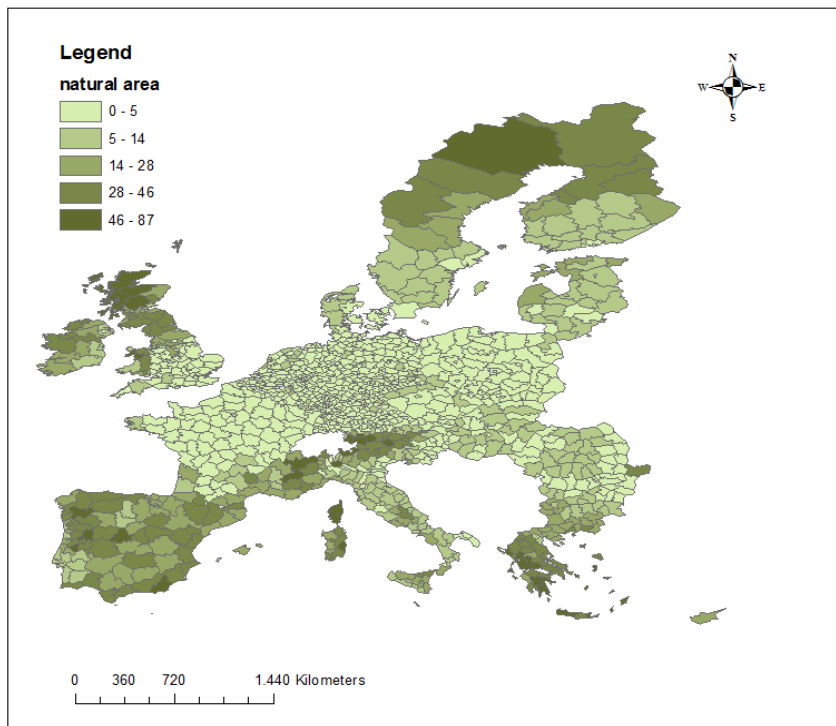 Legend
natural area
0 - 5
5 - 14
14 - 28
28 - 46
46 - 87
N
W E
S
0 360 720 1.440 Kilometers